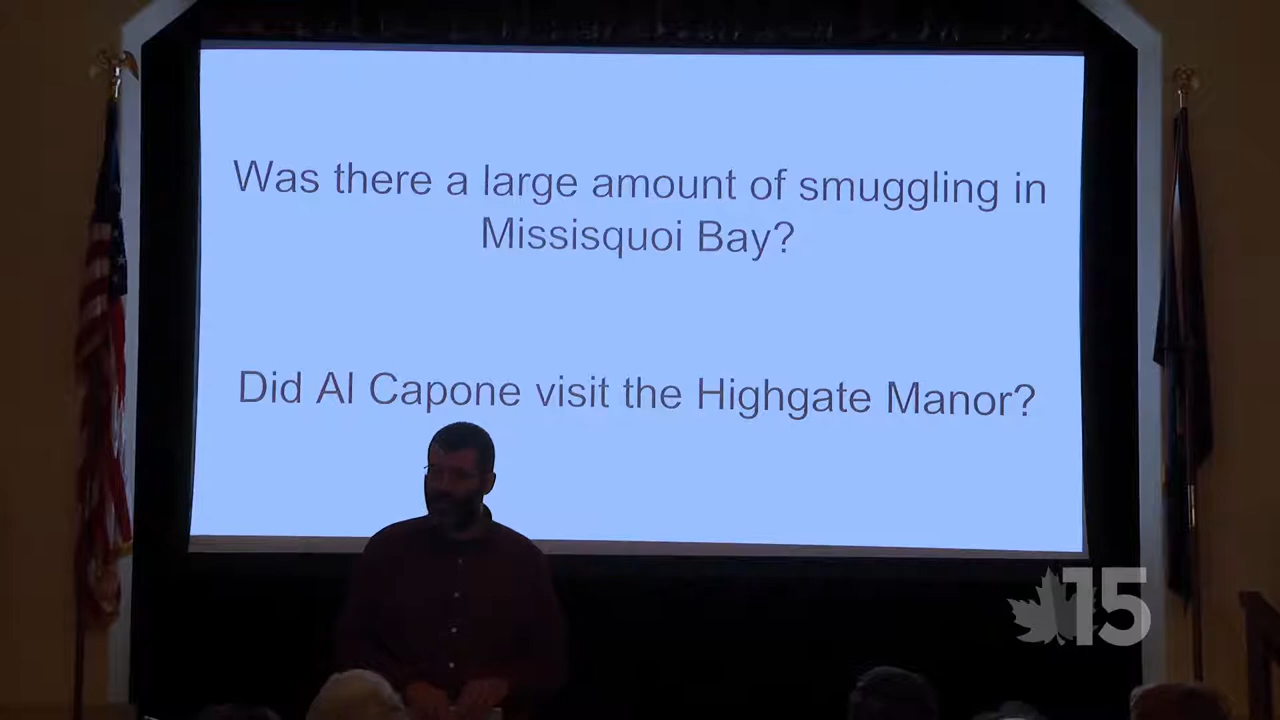 Was there a large amount of smuggling in
Missisquoi Bay?
Did Al Capone visit the Highgate Manor?
15